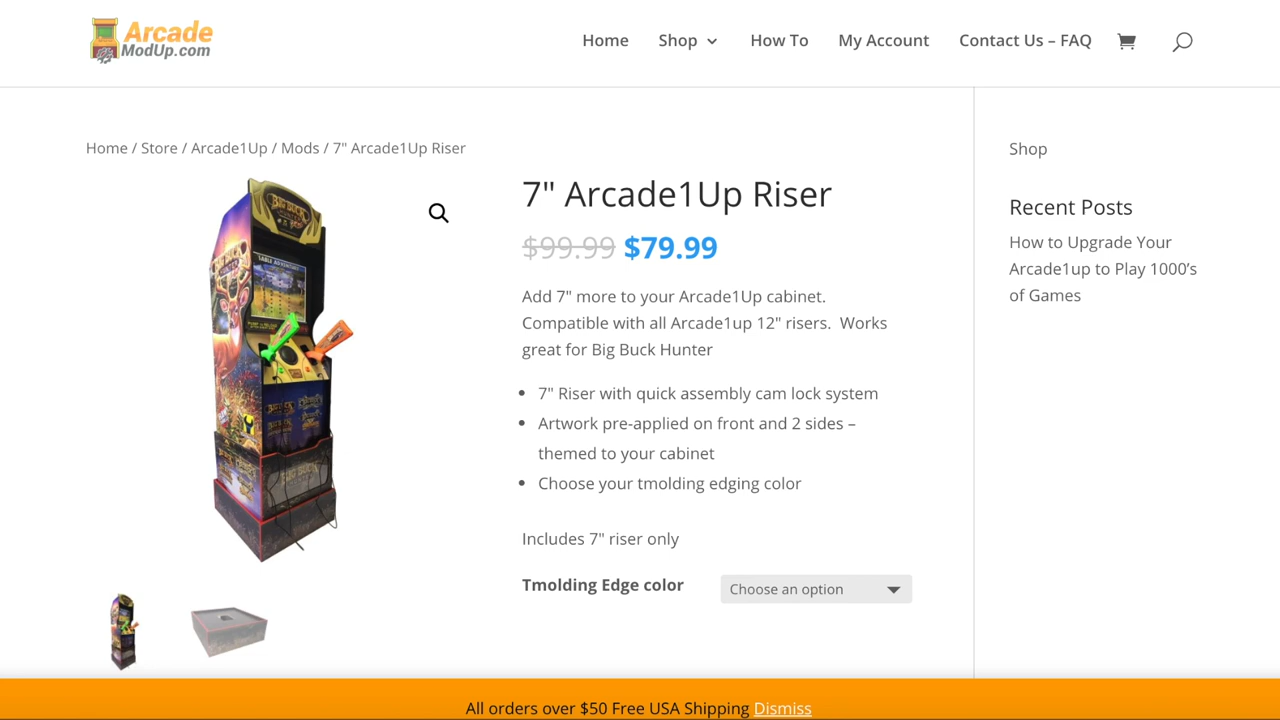 Arcade
ModUp.com
Home
Shop
How To
My Account
Contact Us – FAQ
Home / Store / Arcade1Up / Mods / 7" Arcade1Up Riser
7" Arcade1Up Riser
$99.99 $79.99
Add 7" more to your Arcade1Up cabinet.
Compatible with all Arcade1up 12" risers.  Works
great for Big Buck Hunter
7" Riser with quick assembly cam lock system
Artwork pre-applied on front and 2 sides –
themed to your cabinet
Choose your tmolding edging color
Includes 7" riser only
Tmolding Edge color
Choose an option
Shop
Recent Posts
How to Upgrade Your
Arcade1up to Play 1000’s
of Games
BIG BUCK
All orders over $50 Free USA Shipping Dismiss